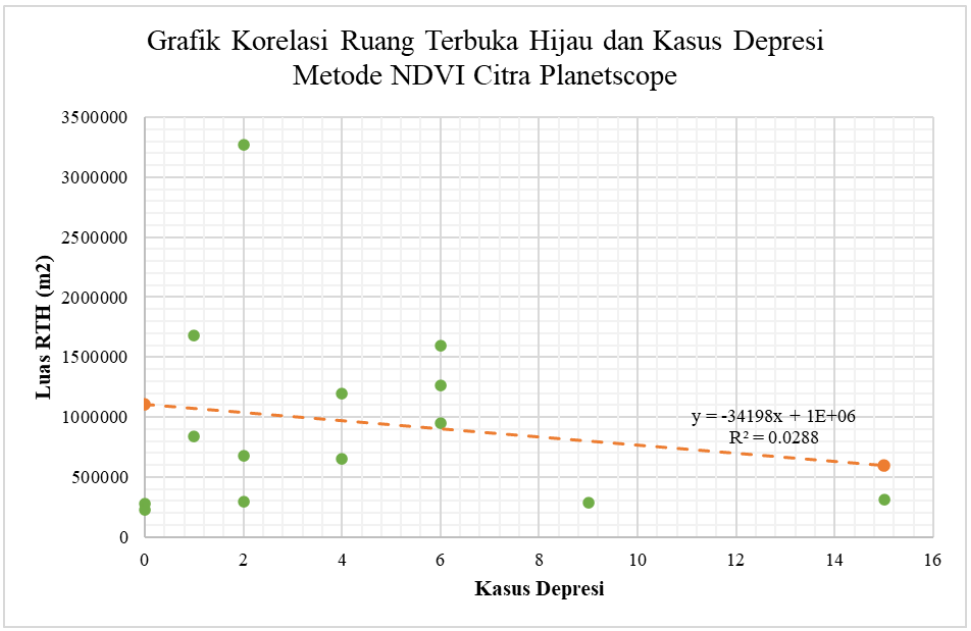 Grafik Korelasi Ruang Terbuka Hijau dan Kasus Depresi
Metode NDVI Citra Planetscope
3500000
3000000
2500000
2000000
1500000
1000000
500000
0
Luas RTH (m2)
y = -34198x + 1E+06
R² = 0.0288
0 2 4 6 8 10 12 14 16
Kasus Depresi